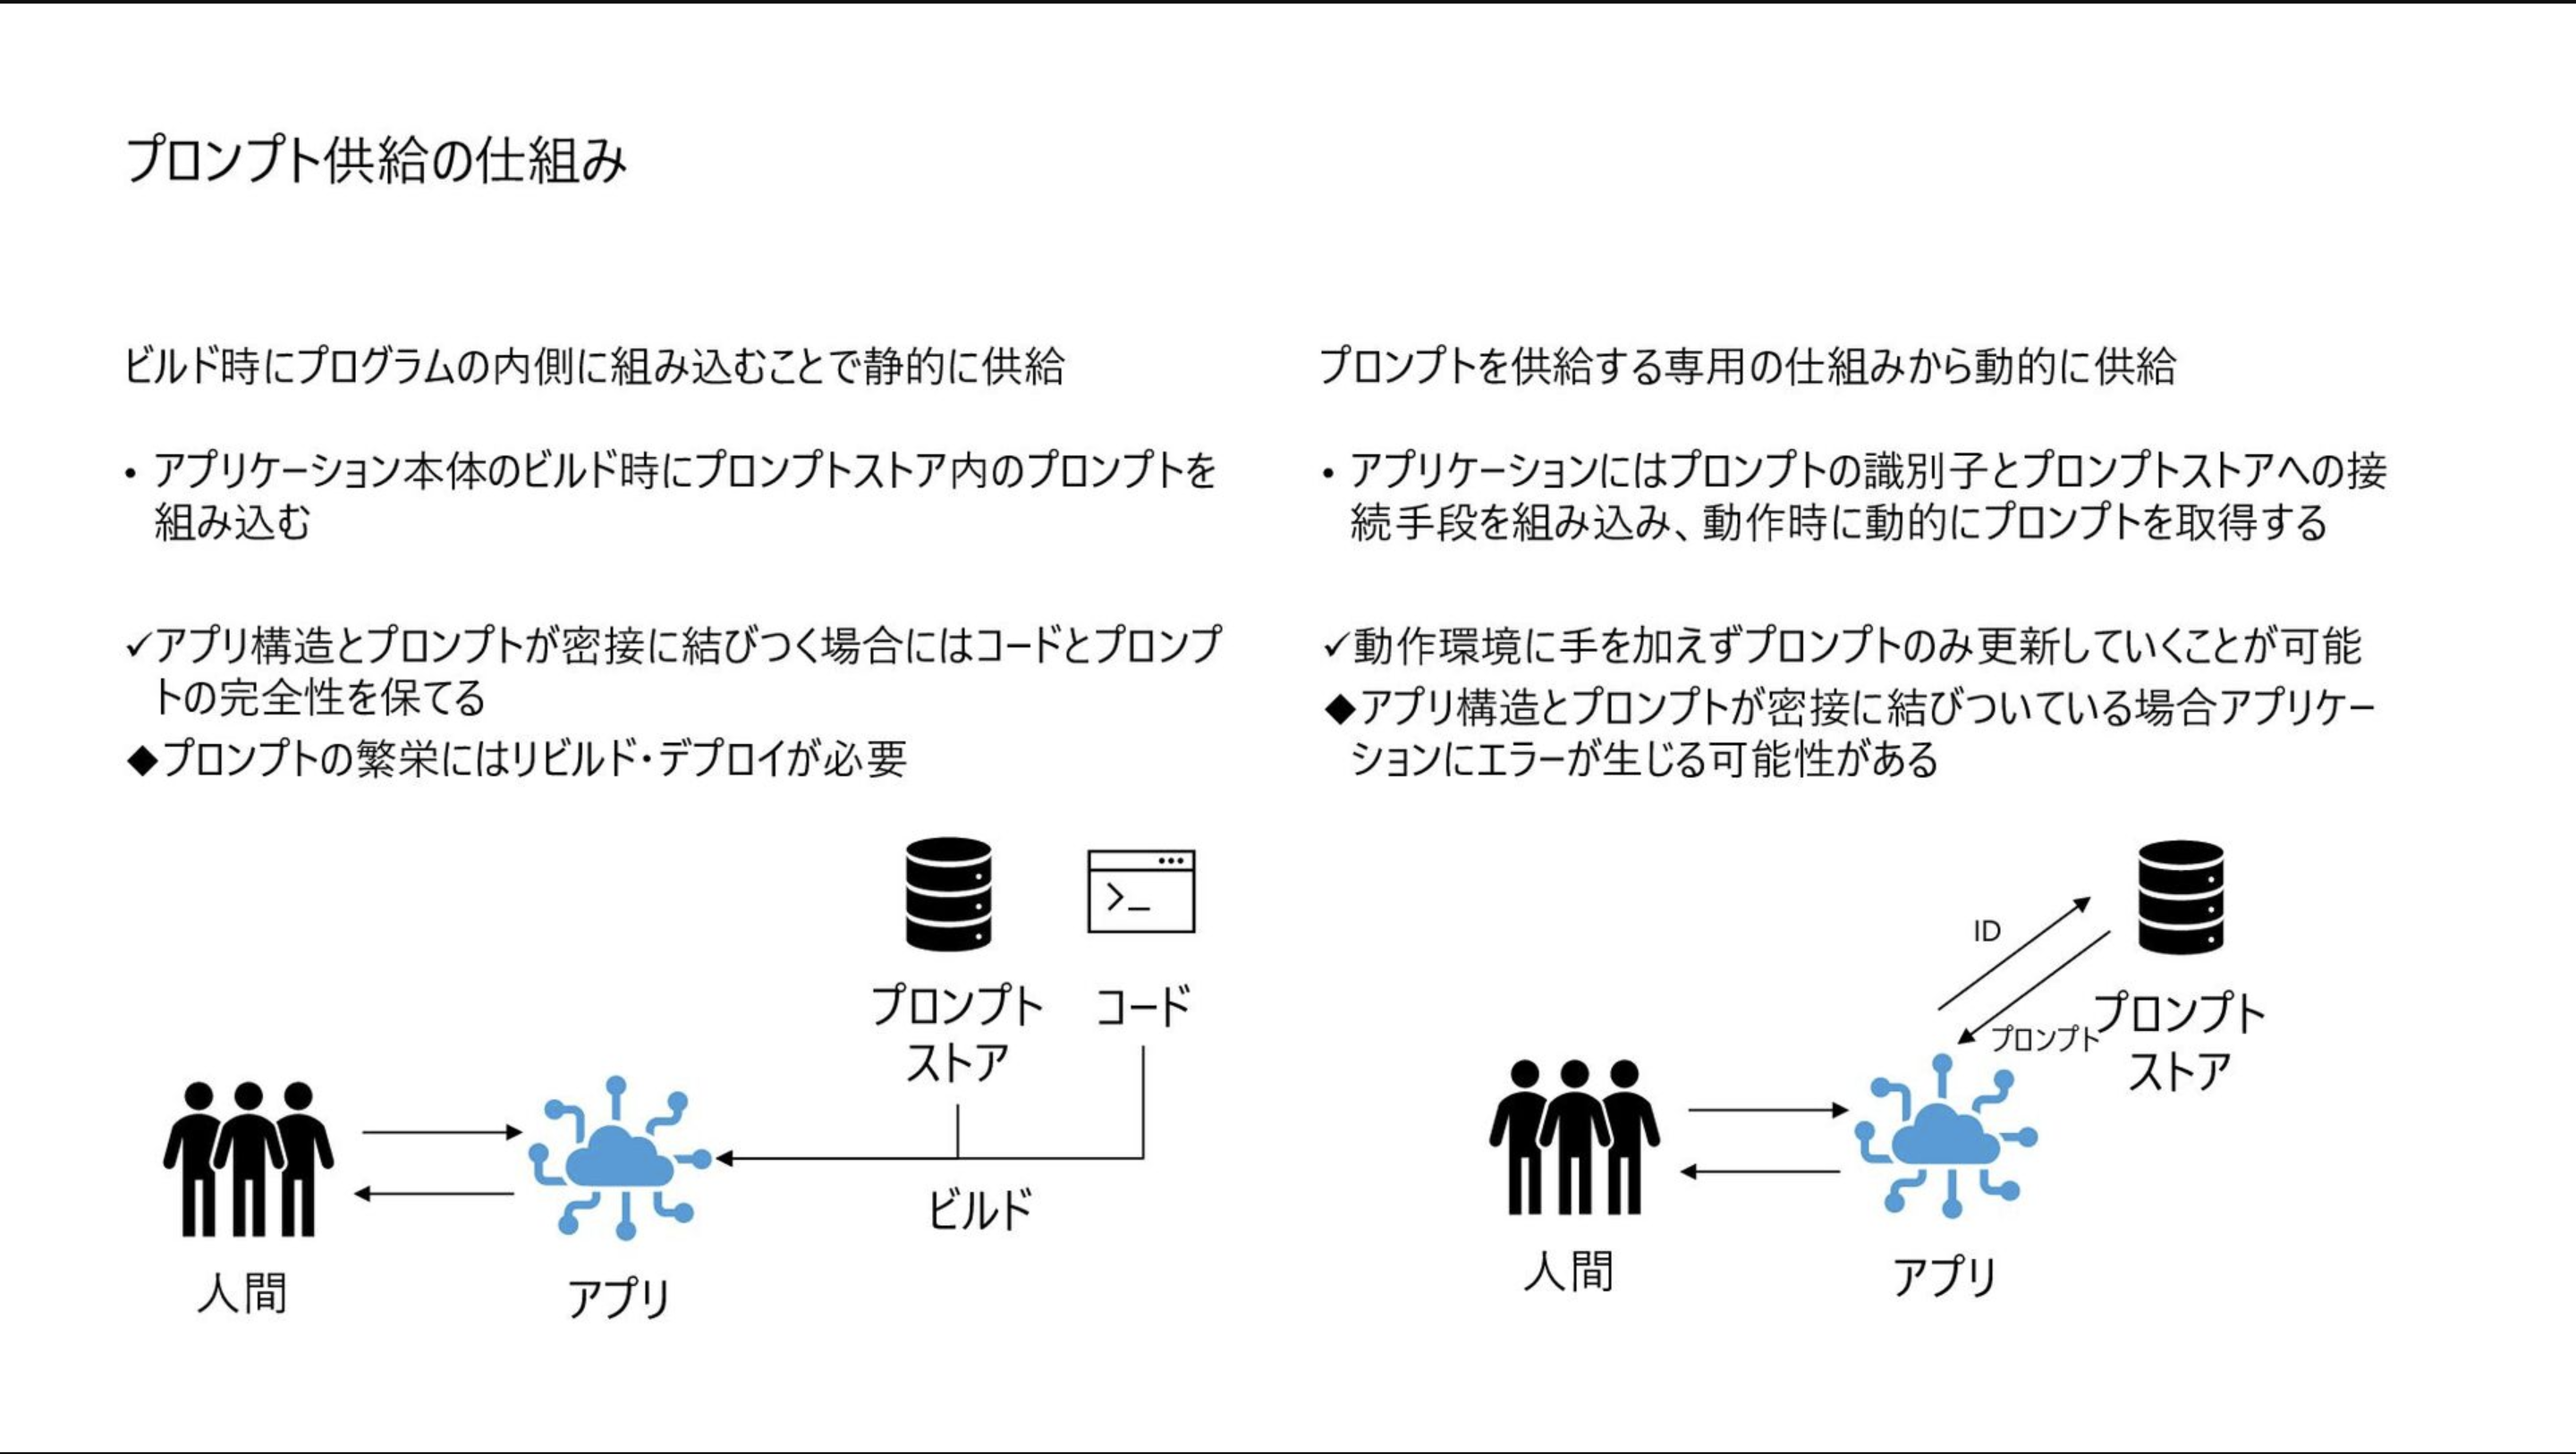 プロンプト供給の仕組み
ビルド時にプログラムの内側に組み込むことで静的に供給
• アプリケーション本体のビルド時にプロンプトストア内のプロンプトを
組み込む
✓アプリ構造とプロンプトが密接に結びつく場合にはコードとプロンプ
トの完全性を保てる
◆プロンプトの繁栄にはリビルド・デプロイが必要
プロンプト
ストア
コード
ビルド
人間
アプリ
プロンプトを供給する専用の仕組みから動的に供給
• アプリケーションにはプロンプトの識別子とプロンプトストアへの接
続手段を組み込み、動作時に動的にプロンプトを取得する
✓動作環境に手を加えずプロンプトのみ更新していくことが可能
◆アプリ構造とプロンプトが密接に結びついている場合アプリケー
ションにエラーが生じる可能性がある
ID
プロンプト
プロンプト
ストア
人間
アプリ